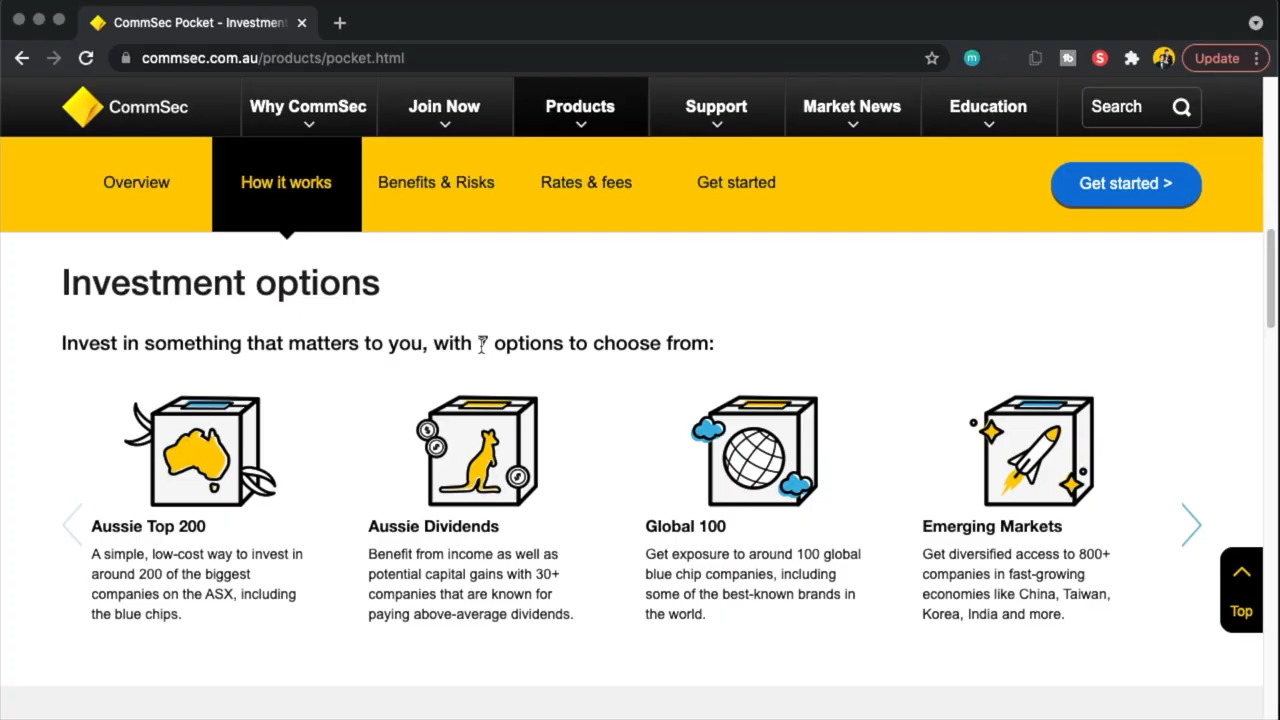 CommSec Pocket - Investment
commsec.com.au/products/pocket.html
Update
CommSec
Why CommSec
Join Now
Products
Support
Market News
Education
Search
Overview
How it works
Benefits & Risks
Rates & fees
Get started
Get started >
Investment options
Invest in something that matters to you, with 7 options to choose from:
Aussie Top 200
A simple, low-cost way to invest in
around 200 of the biggest
companies on the ASX, including
the blue chips.
Aussie Dividends
Benefit from income as well as
potential capital gains with 30+
companies that are known for
paying above-average dividends.
Global 100
Get exposure to around 100 global
blue chip companies, including
some of the best-known brands in
the world.
Emerging Markets
Get diversified access to 800+
companies in fast-growing
economies like China, Taiwan,
Korea, India and more.
Top